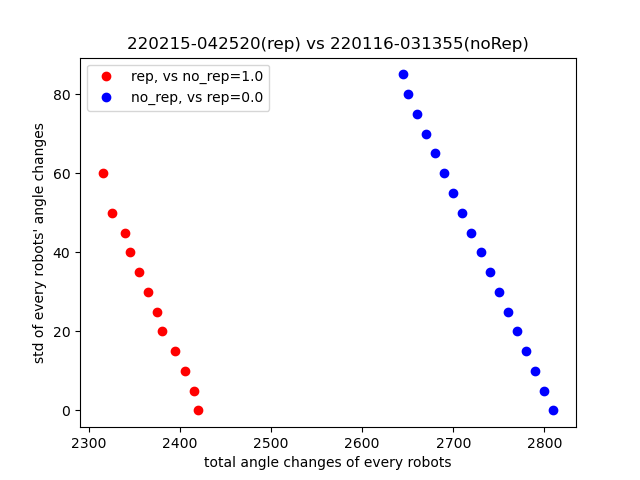 220215-042520(rep) vs 220116-031355(noRep)
rep, vs no_rep=1.0
no_rep, vs rep=0.0
std of every robots' angle changes
80
60
40
20
0
2300 2400 2500 2600 2700 2800
total angle changes of every robots